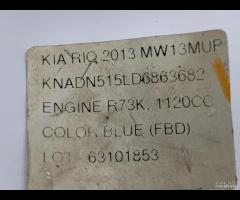 KIA RIO 2013 MW13MUP
KNADN515LD6863682
ENGINE R73K, 1120CC
COLOR BLUE (FBD)
LOT# 63101853